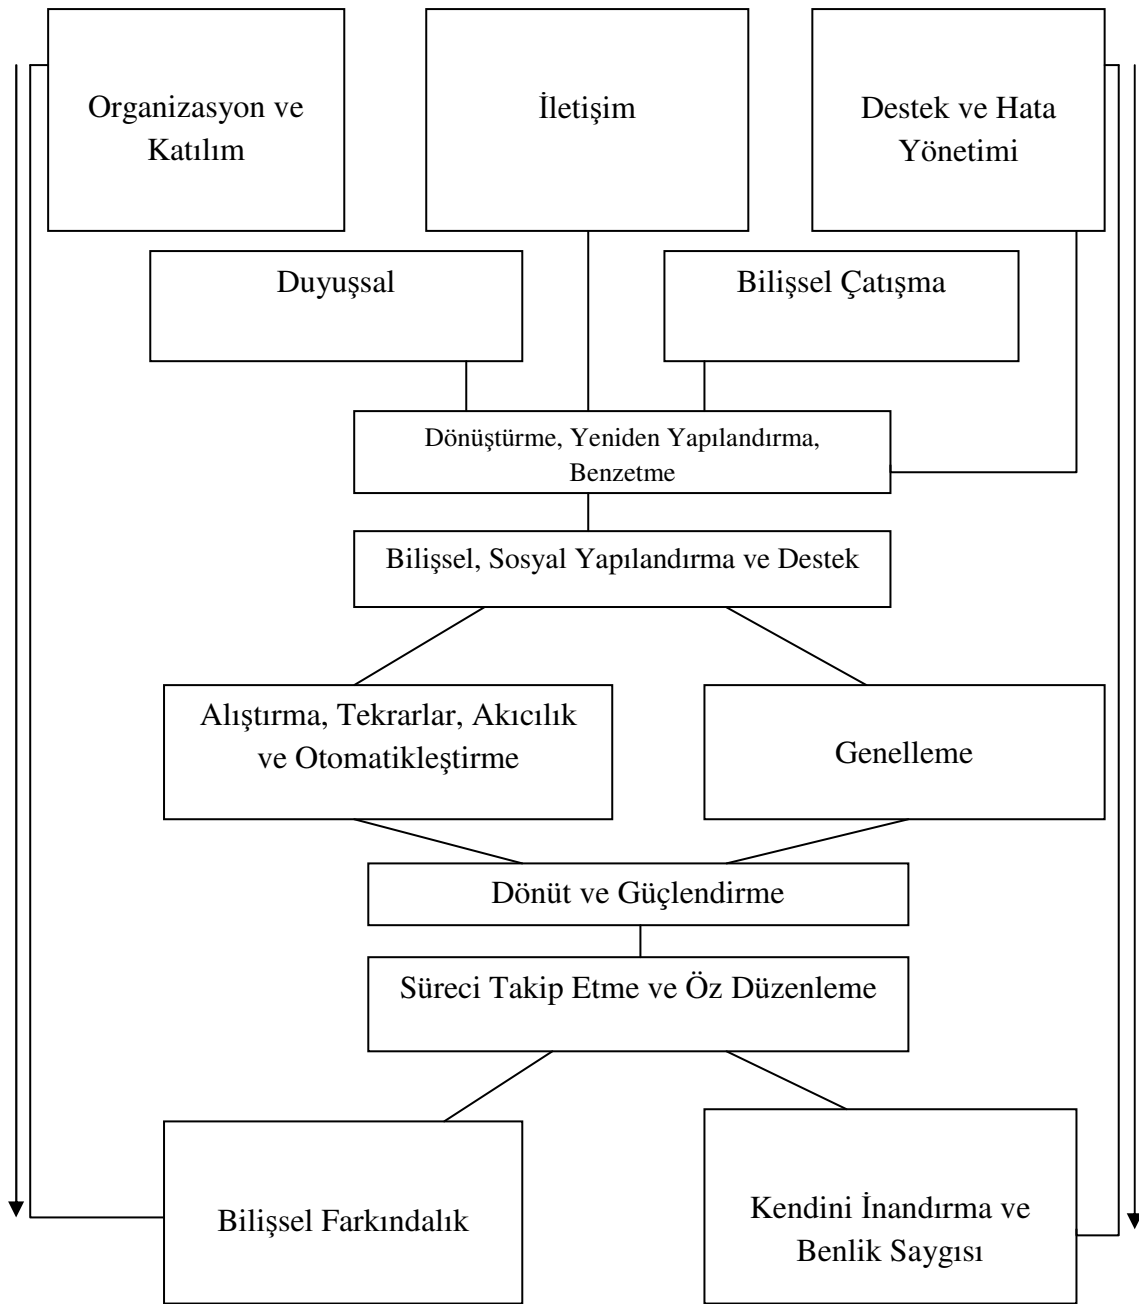 Organizasyon ve
Katılım
İletişim
Destek ve Hata
Yönetimi
Duyuşsal
Bilişsel Çatışma
Dönüştürme, Yeniden Yapılandırma,
Benzetme
Bilişsel, Sosyal Yapılandırma ve Destek
Alıştırma, Tekrarlar, Akıcılık
ve Otomatikleştirme
Genelleme
Dönüt ve Güçlendirme
Süreci Takip Etme ve Öz Düzenleme
Bilişsel Farkındalık
Kendini İnandırma ve
Benlik Saygısı